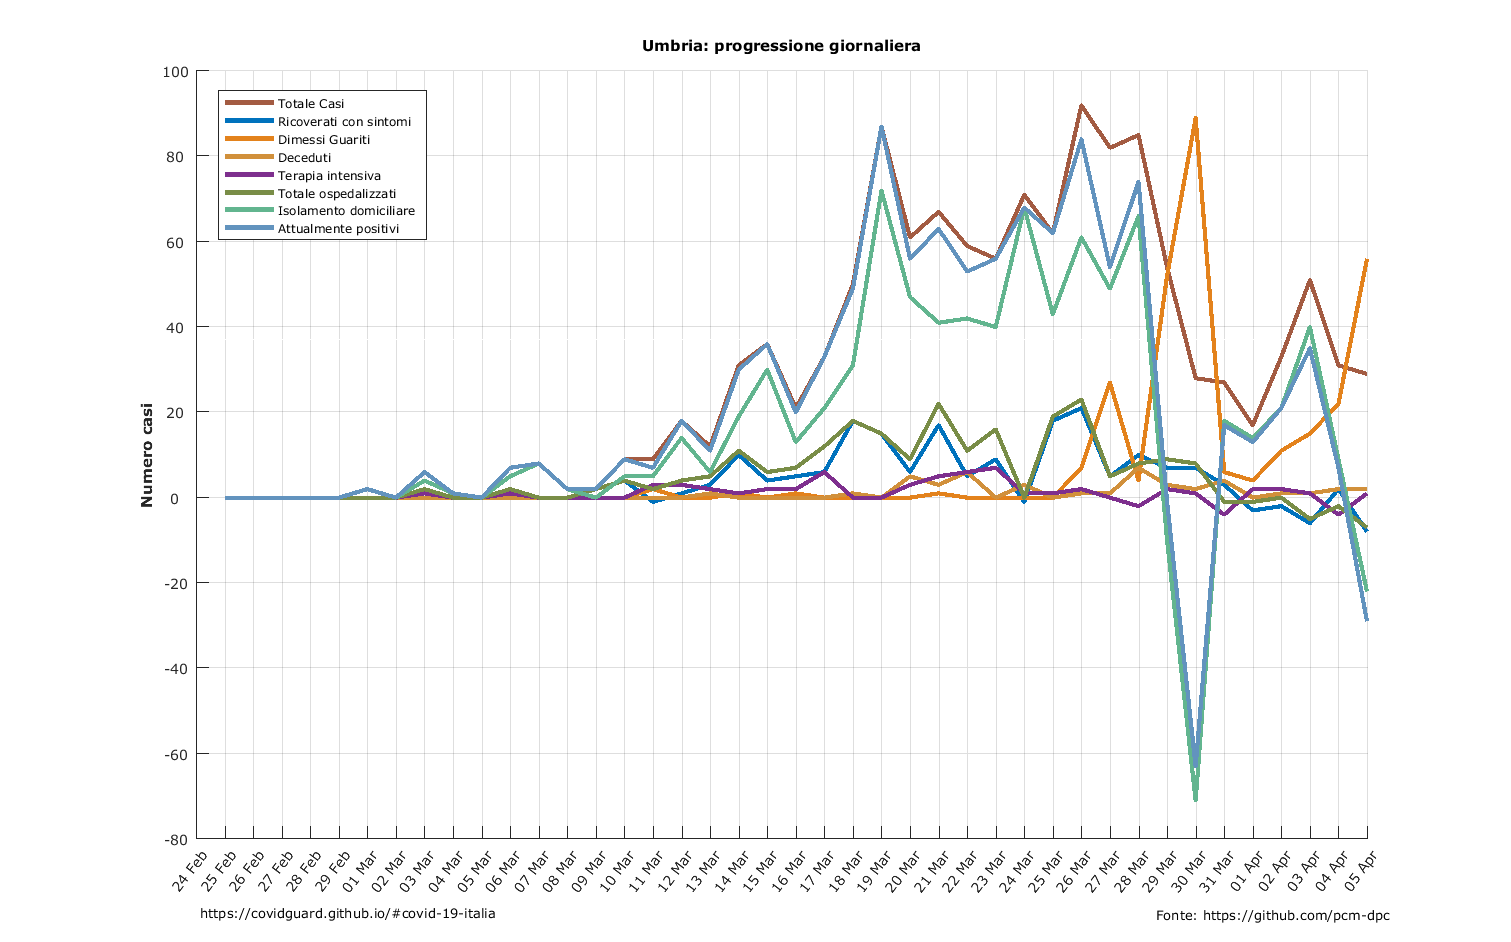 Umbria: progressione giornaliera
Numero casi
100
80
60
40
20
0
-20
-40
-60
-80
Totale Casi
Ricoverati con sintomi
Dimessi Guariti
Deceduti
Terapia intensiva
Totale ospedalizzati
Isolamento domiciliare
Attualmente positivi
24 Feb
25 Feb
26 Feb
27 Feb
28 Feb
29 Feb
01 Mar
02 Mar
03 Mar
04 Mar
05 Mar
06 Mar
07 Mar
08 Mar
09 Mar
10 Mar
11 Mar
12 Mar
13 Mar
14 Mar
15 Mar
16 Mar
17 Mar
18 Mar
19 Mar
20 Mar
21 Mar
22 Mar
23 Mar
24 Mar
25 Mar
26 Mar
27 Mar
28 Mar
29 Mar
30 Mar
31 Mar
01 Apr
02 Apr
03 Apr
04 Apr
05 Apr
https://covidguard.github.io/#covid-19-italia
Fonte: https://github.com/pcm-dpc